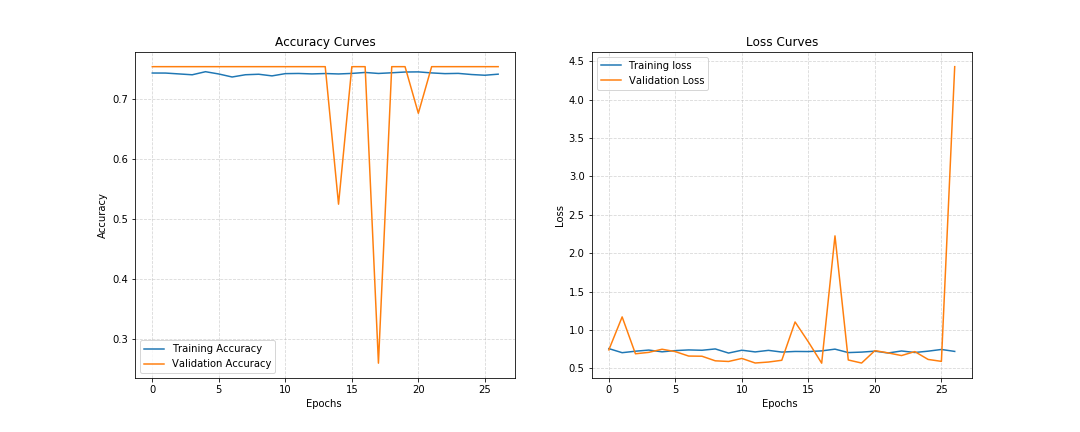 Accuracy Curves
0.7
0.6
0.5
0.4
0.3
Accuracy
Training Accuracy
Validation Accuracy
0 5 10 15 20 25
Epochs
Loss Curves
4.5
4.0
3.5
3.0
2.5
2.0
1.5
1.0
0.5
Loss
Training loss
Validation Loss
0 5 10 15 20 25
Epochs